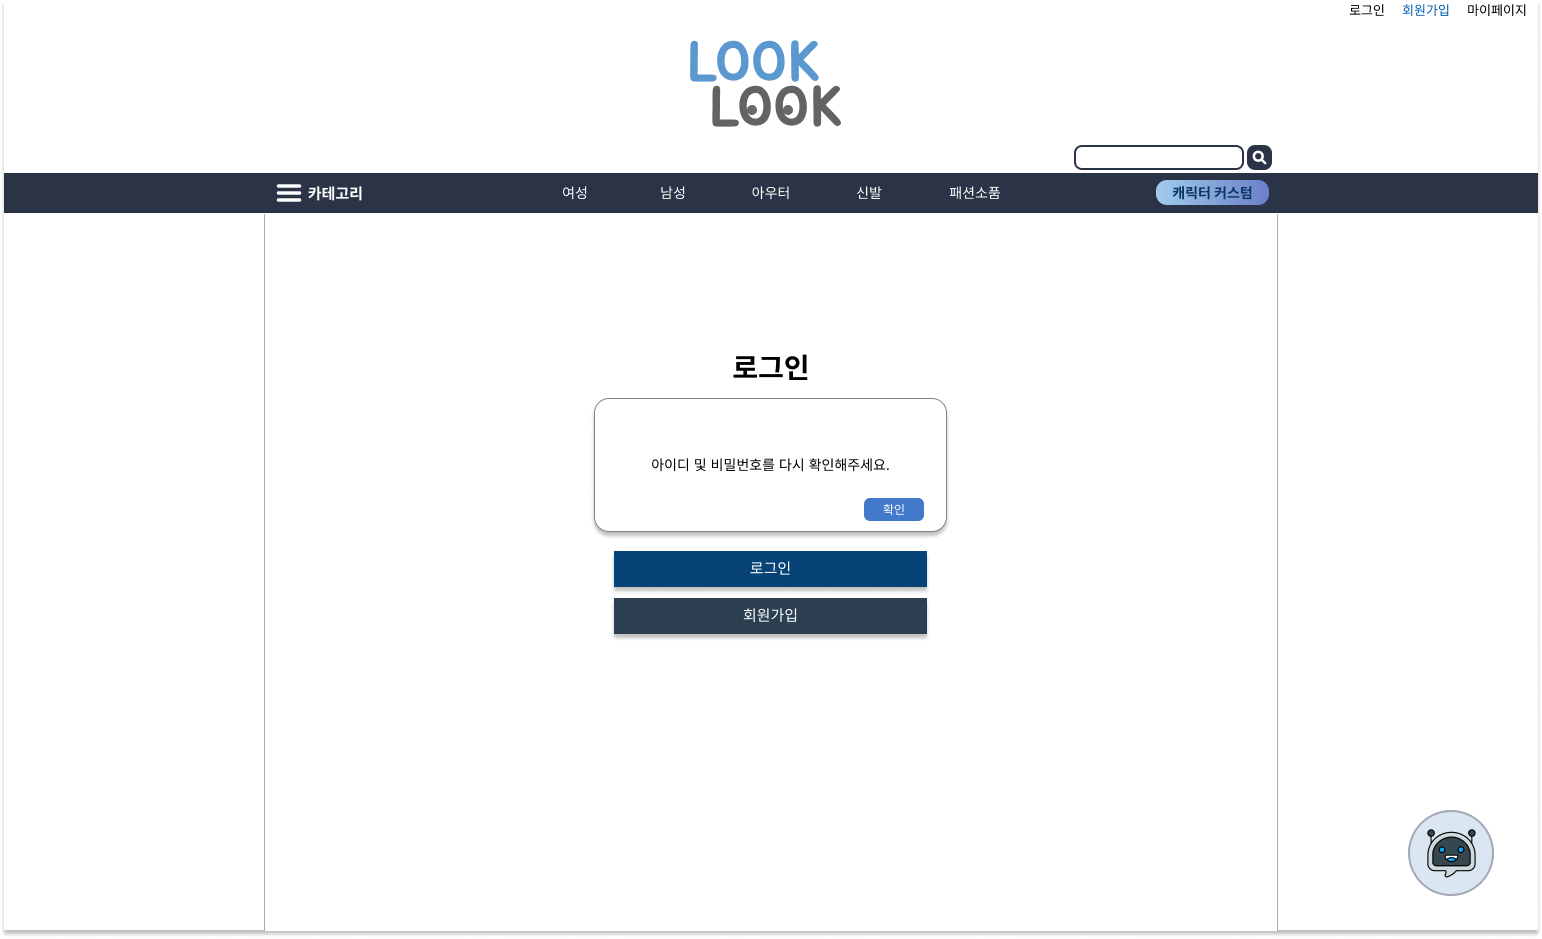 로그인 회원가입 마이페이지
LOOK
LOOK
카테고리 여성 남성 아우터 신발 패션소품 캐릭터 커스텀
로그인
아이디 및 비밀번호를 다시 확인해주세요.
확인
로그인
회원가입